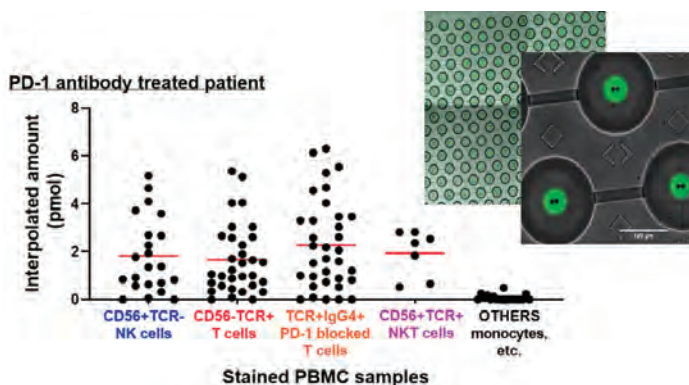 PD-1 antibody treated patient
Interpolated amount
(pmol)
8
6
4
2
0
CD56+TCR-
NK cells
CD56-TCR+
T cells
TCR+IgG4+
PD-1 blocked
T cells
CD56+TCR+
NKT cells
OTHERS
monocytes,
etc.
Stained PBMC samples